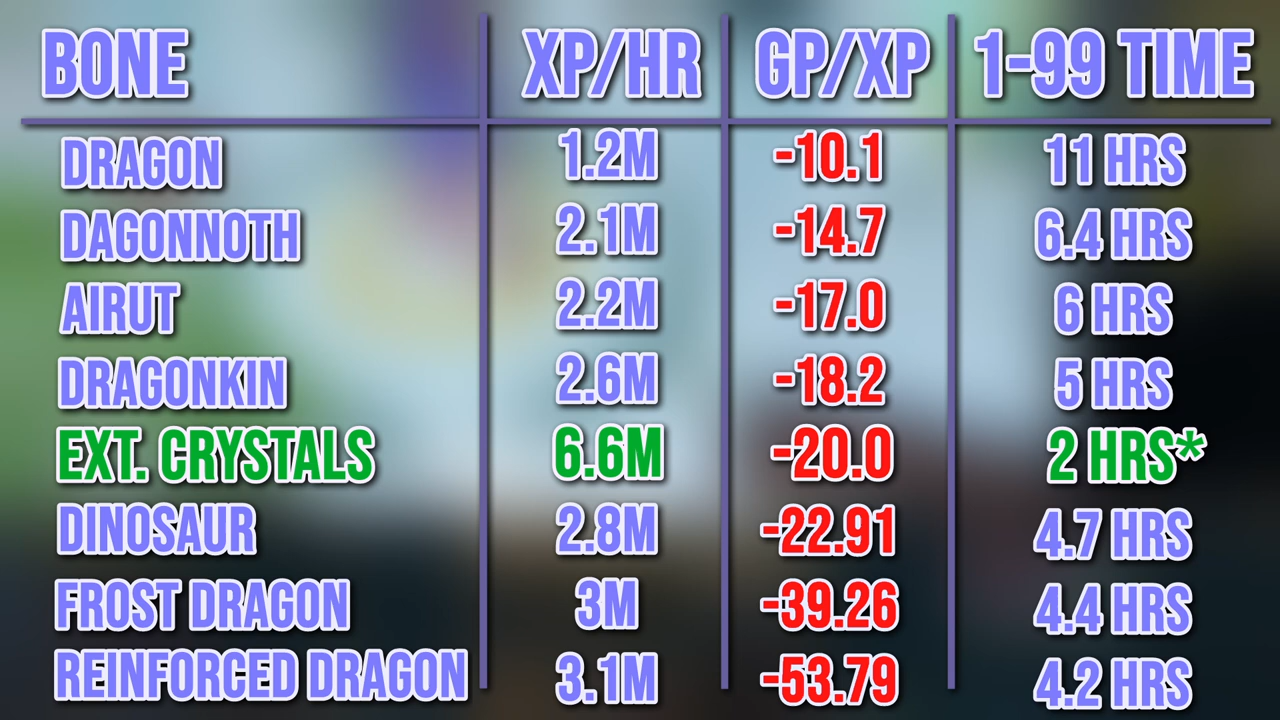 BONE XP/HR GP/XP 1-99 TIME
DRAGON 1.2M -10.1 11 HRS
DAGONNOTH 2.1M -14.7 6.4 HRS
AIRUT 2.2M -17.0 6 HRS
DRAGONKIN 2.6M -18.2 5 HRS
EXT. CRYSTALS 6.6M -20.0 2 HRS*
DINOSAUR 2.8M -22.91 4.7 HRS
FROST DRAGON 3M -39.26 4.4 HRS
REINFORCED DRAGON 3.1M -53.79 4.2 HRS